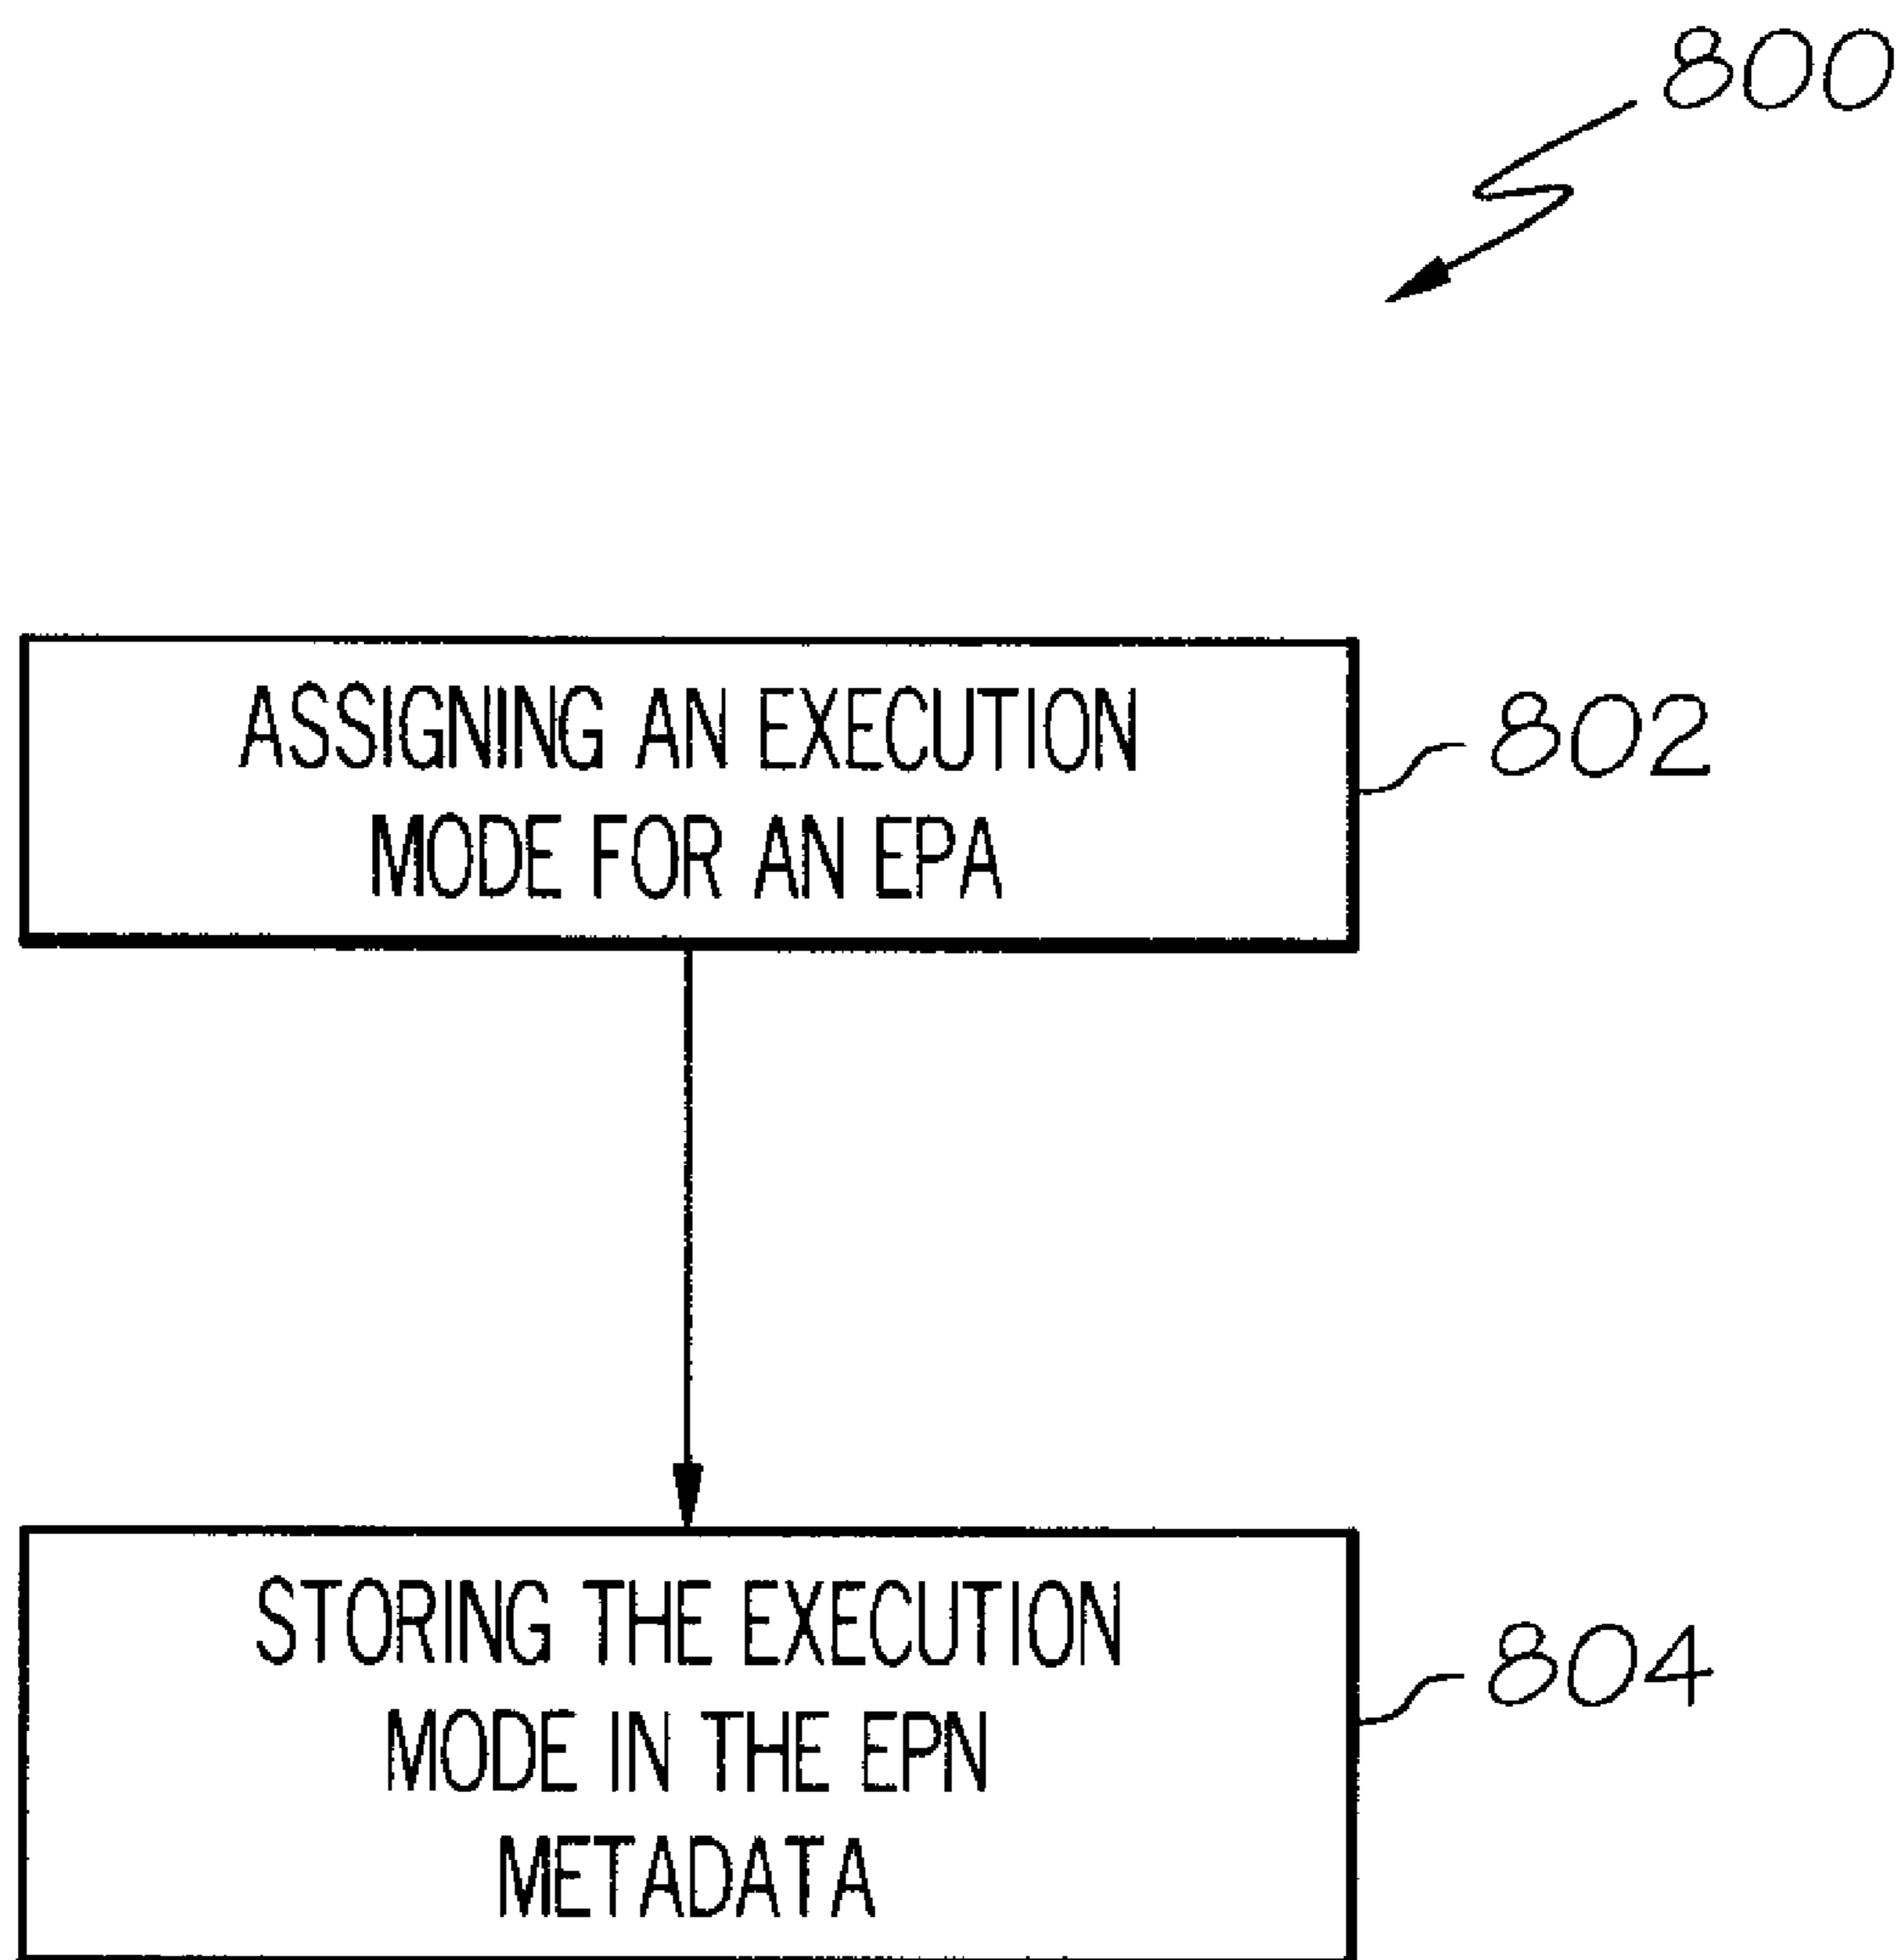 800
ASSIGNING AN EXECUTION
MODE FOR AN EPA
802
STORING THE EXECUTION
MODE IN THE EPN
METADATA
804